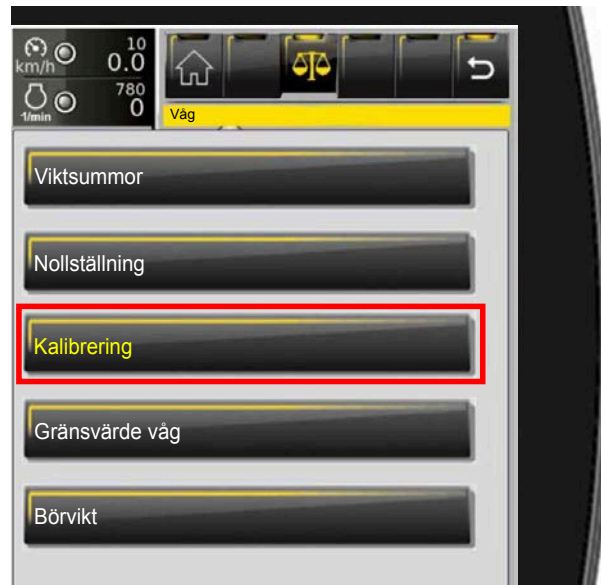 10
km/h 0.0
780
1/min 0
Våg
Viktsummor
Nollställning
Kalibrering
Gränsvärde våg
Börvikt